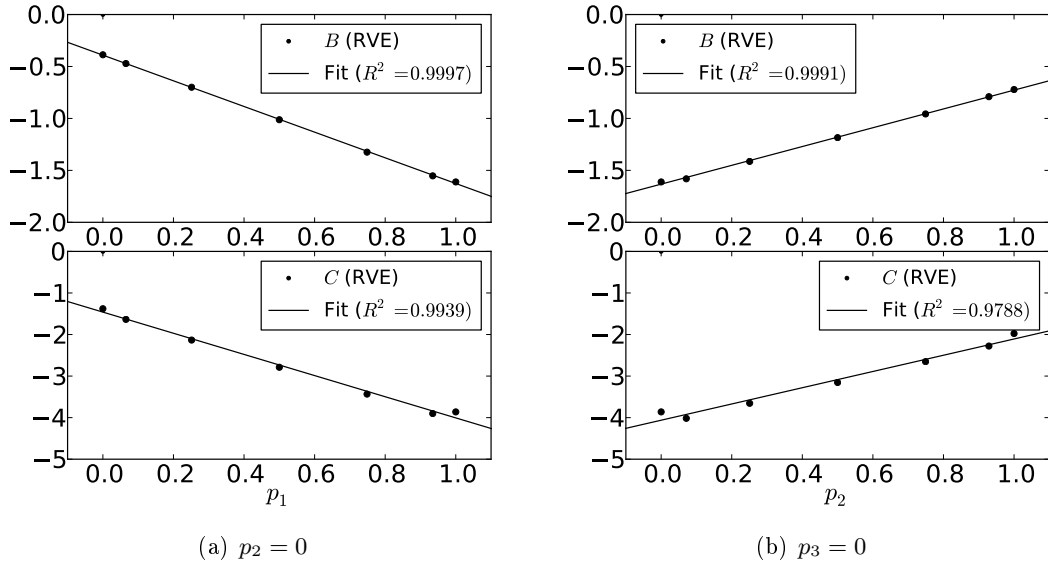 0.0
−0.5
−1.0
−1.5
−2.0
B (RVE)
Fit (R² =0.9997)
0.0 0.2 0.4 0.6 0.8 1.0
0
−1
−2
−3
−4
−5
C (RVE)
Fit (R² =0.9939)
0.0 0.2 0.4 0.6 0.8 1.0
p₁
(a) p₂ = 0
0.0
−0.5
−1.0
−1.5
−2.0
B (RVE)
Fit (R² =0.9991)
0.0 0.2 0.4 0.6 0.8 1.0
0
−1
−2
−3
−4
−5
C (RVE)
Fit (R² =0.9788)
0.0 0.2 0.4 0.6 0.8 1.0
p₂
(b) p₃ = 0